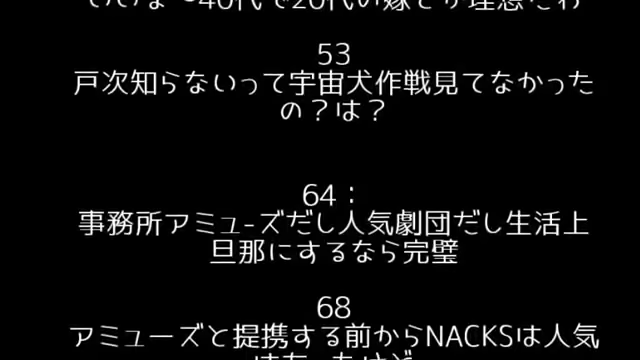 53
戸次知らないって宇宙犬作戦見てなかった
の？は？
64：
事務所アミュ-ズだし人気劇団だし生活上
旦那にするなら完璧
68
アミューズと提携する前からNACKSは人気